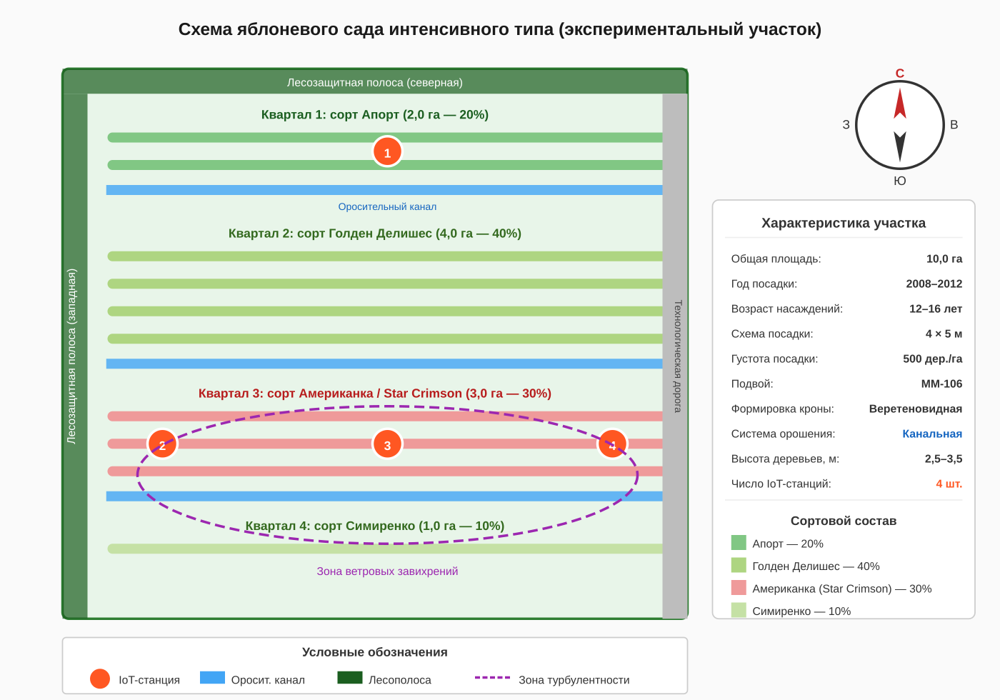 Схема яблоневого сада интенсивного типа (экспериментальный участок)
Лесозащитная полоса (северная)
Лесозащитная полоса (западная)
Квартал 1: сорт Апорт (2,0 га — 20%)
1
Оросительный канал
Квартал 2: сорт Голден Делишес (4,0 га — 40%)
Технологическая дорога
Квартал 3: сорт Американка / Star Crimson (3,0 га — 30%)
2 3 4
Квартал 4: сорт Симиренко (1,0 га — 10%)
Зона ветровых завихрений
С
З В
Ю
Характеристика участка
Общая площадь: 10,0 га
Год посадки: 2008–2012
Возраст насаждений: 12–16 лет
Схема посадки: 4 × 5 м
Густота посадки: 500 дер./га
Подвой: ММ-106
Формировка кроны: Веретеновидная
Система орошения: Канальная
Высота деревьев, м: 2,5–3,5
Число IoT-станций: 4 шт.
Сортовой состав
Апорт — 20%
Голден Делишес — 40%
Американка (Star Crimson) — 30%
Симиренко — 10%
Условные обозначения
IoT-станция Оросит. канал Лесополоса Зона турбулентности